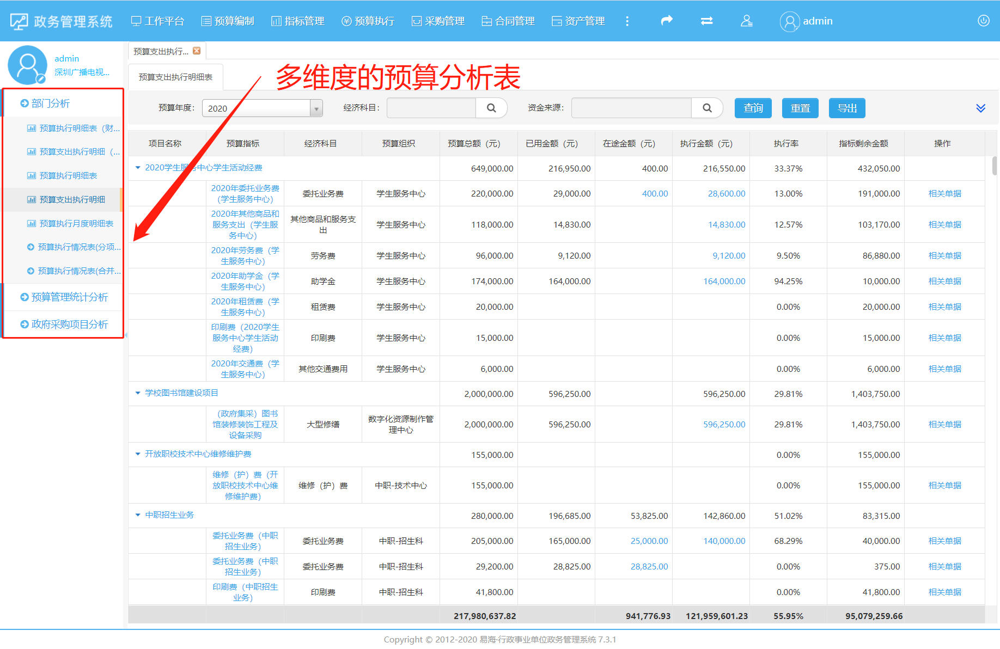 政务管理系统 工作平台 预算编制 指标管理 预算执行 采购管理 合同管理 资产管理 admin
admin
深圳广播电视...
部门分析
预算执行明细表（财...
预算支出执行明细（...
预算执行明细表
预算支出执行明细
预算执行月度明细表
预算执行情况表(分项...
预算执行情况表(合并...
预算管理统计分析
政府采购项目分析
预算支出执行...
预算支出执行明细表
多维度的预算分析表
预算年度： 2020 经济科目： 资金来源： 查询 重置 导出
项目名称 预算指标 经济科目 预算组织 预算总额（元） 已用金额（元） 在途金额（元） 执行金额（元） 执行率 指标剩余金额 操作
2020学生服务中心学生活动经费 649,000.00 216,950.00 400.00 216,550.00 33.37% 432,050.00
2020年委托业务费
（学生服务中心） 委托业务费 学生服务中心 220,000.00 29,000.00 400.00 28,600.00 13.00% 191,000.00 相关单据
2020年其他商品和
服务支出（学生服
务中心） 其他商品和服务支
出 学生服务中心 118,000.00 14,830.00 14,830.00 12.57% 103,170.00 相关单据
2020年劳务费（学
生服务中心） 劳务费 学生服务中心 96,000.00 9,120.00 9,120.00 9.50% 86,880.00 相关单据
2020年助学金（学
生服务中心） 助学金 学生服务中心 174,000.00 164,000.00 164,000.00 94.25% 10,000.00 相关单据
2020年租赁费（学
生服务中心） 租赁费 学生服务中心 20,000.00 0.00% 20,000.00 相关单据
印刷费（2020学生
服务中心学生活动
经费） 印刷费 学生服务中心 15,000.00 0.00% 15,000.00 相关单据
2020年交通费（学
生服务中心） 其他交通费用 学生服务中心 6,000.00 0.00% 6,000.00 相关单据
学校图书馆建设项目 2,000,000.00 596,250.00 596,250.00 29.81% 1,403,750.00
（政府集采）图书
馆装修装饰工程及
设备采购 大型修缮 数字化资源制作管
理中心 2,000,000.00 596,250.00 596,250.00 29.81% 1,403,750.00 相关单据
开放职校技术中心维修维护费 155,000.00 0.00% 155,000.00
维修（护）费（开
放职校技术中心维
修维护费） 维修（护）费 中职-技术中心 155,000.00 0.00% 155,000.00 相关单据
中职招生业务 280,000.00 196,685.00 53,825.00 142,860.00 51.02% 83,315.00
委托业务费（中职
招生业务） 委托业务费 中职-招生科 205,000.00 165,000.00 25,000.00 140,000.00 68.29% 40,000.00 相关单据
委托业务费（中职
招生业务） 委托业务费 中职-招生科 29,200.00 28,825.00 28,825.00 0.00% 375.00 相关单据
印刷费（中职招生
业务） 印刷费 中职-招生科 41,800.00 0.00% 41,800.00 相关单据
217,980,637.82 941,776.93 121,959,601.23 55.95% 95,079,259.66
Copyright © 2012-2020 易海·行政事业单位政务管理系统 7.3.1